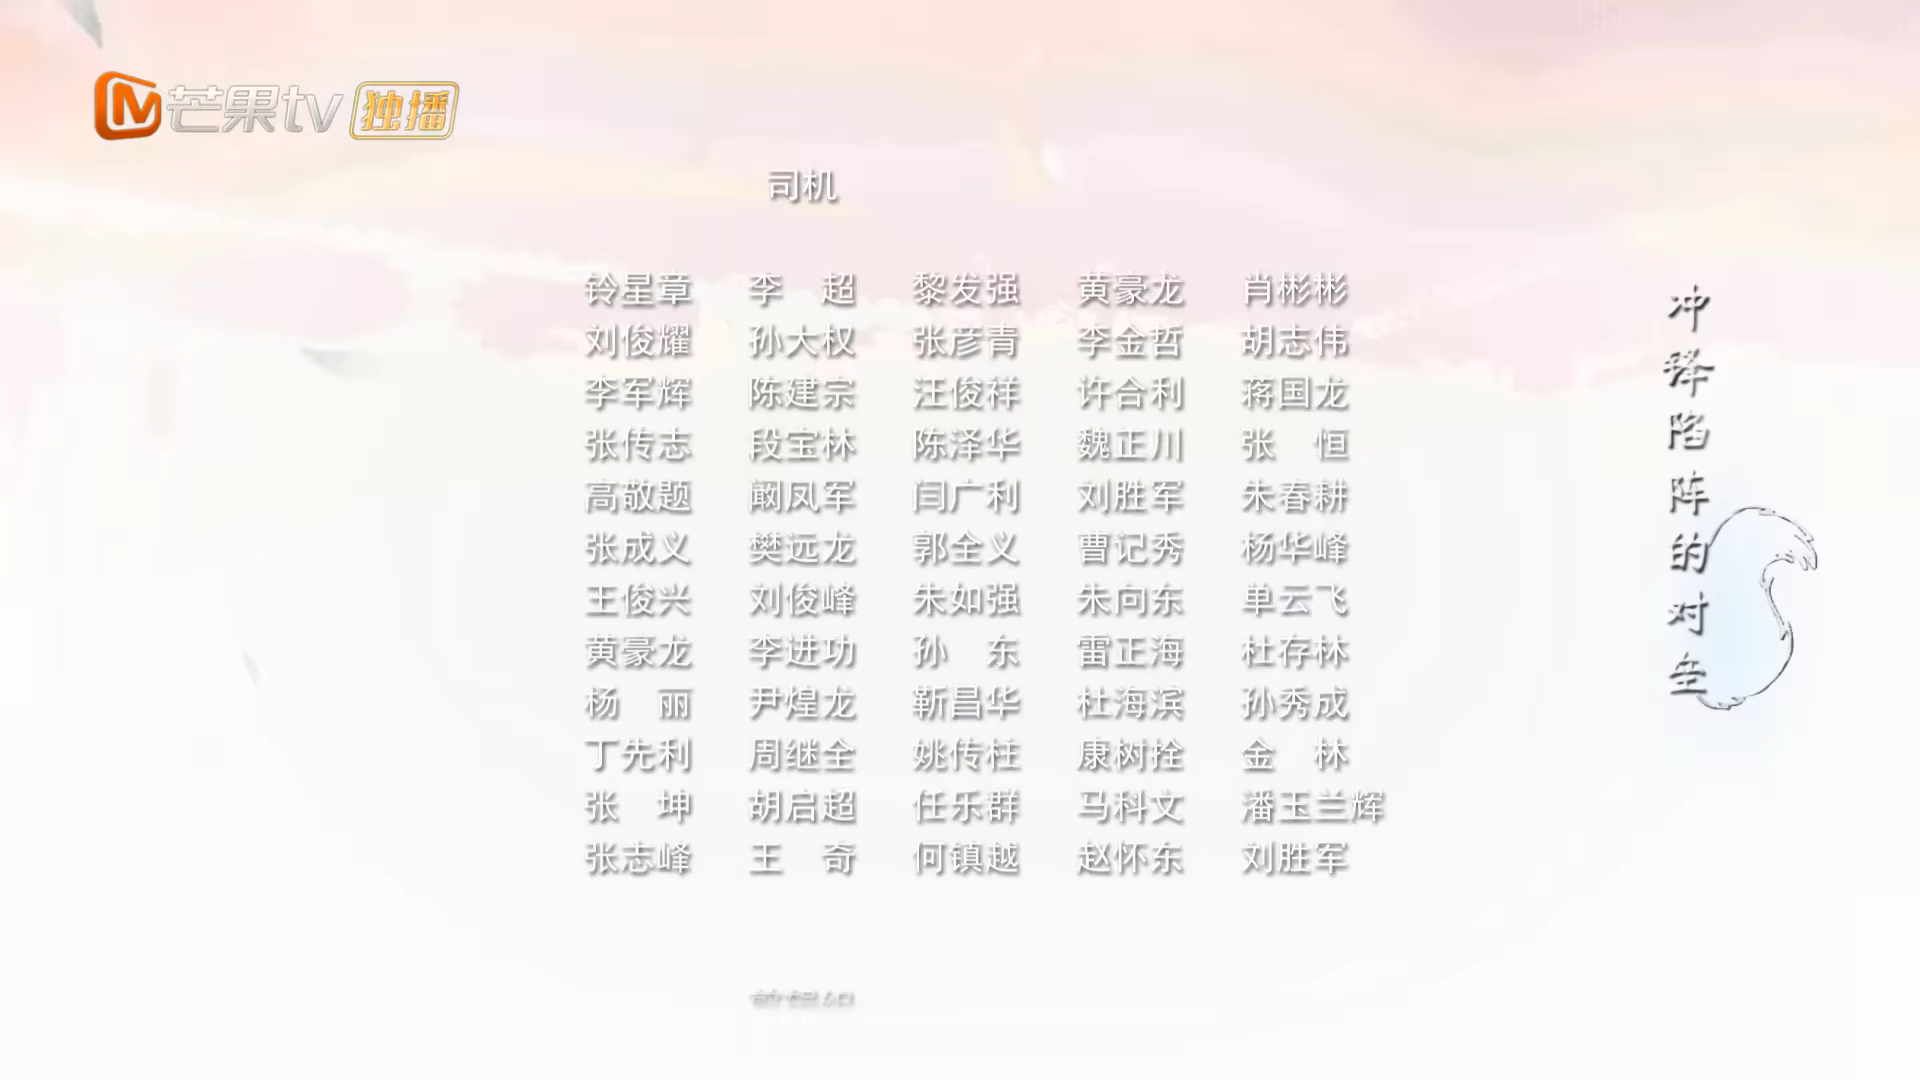 芒果tv 独播
司机
铃星章 李 超 黎发强 黄豪龙 肖彬彬
刘俊耀 孙大权 张彦青 李金哲 胡志伟
李军辉 陈建宗 汪俊祥 许合利 蒋国龙
张传志 段宝林 陈泽华 魏正川 张 恒
高敬题 阚凤军 闫广利 刘胜军 朱春耕
张成义 樊远龙 郭全义 曹记秀 杨华峰
王俊兴 刘俊峰 朱如强 朱向东 单云飞
黄豪龙 李进功 孙 东 雷正海 杜存林
杨 丽 尹煌龙 靳昌华 杜海滨 孙秀成
丁先利 周继全 姚传枉 康树拴 金 林
张 坤 胡启超 任乐群 马科文 潘玉兰辉
张志峰 王 奇 何镇越 赵怀东 刘胜军
冲锋陷阵的对垒